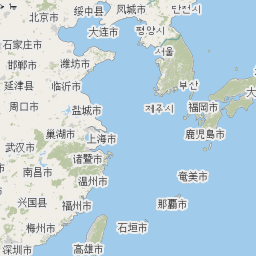 绥中县
凤城市
단천시
北京市
평양시
大连市
石家庄市
서울
邯郸市
潍坊市
延津县
临沂市
부산
周口市
盐城市
제주시
福冈市
大
巢湖市
上海市
鹿児島市
武汉市
诸暨市
南昌市
温州市
奄美市
兴国县
福州市
那覇市
梅州市
石垣市
深圳市
高雄市